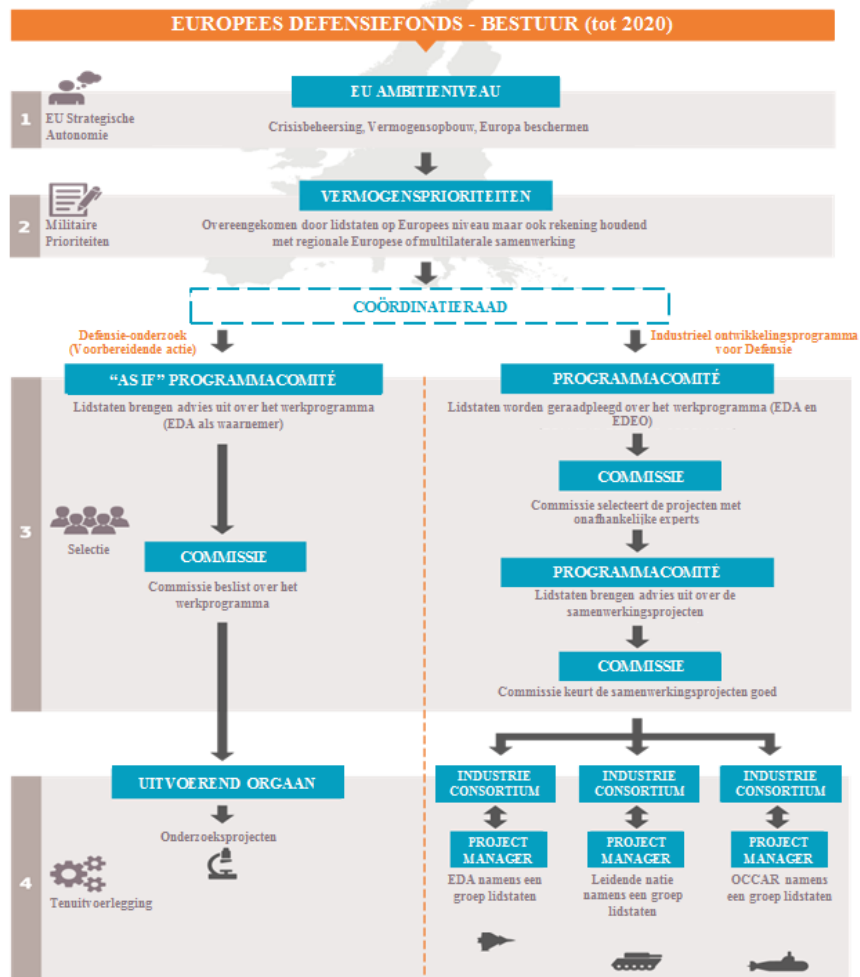 EUROPEES DEFENSIEFONDS - BESTUUR (tot 2020)
1
EU Strategische
Autonomie
EU AMBITIENIVEAU
Crisisbeheersing, Vermogensopbouw, Europa beschermen
2
Militaire
Prioriteiten
VERMOGENSPRIORITEITEN
Overeengekomen door lidstaten op Europees niveau maar ook rekening houdend
met regionale Europese of multilaterale samenwerking
COÖRDINATIERAAD
Defensie-onderzoek
(Voorbereidende actie)
Industrieel ontwikkelingsprogramma
voor Defensie
3
Selectie
“AS IF” PROGRAMMACOMITÉ
Lidstaten brengen advies uit over het werkprogramma
(EDA als waarnemer)
COMMISSIE
Commissie beslist over het
werkprogramma
PROGRAMMACOMITÉ
Lidstaten worden geraadpleegd over het werkprogramma (EDA en
EDEO)
COMMISSIE
Commissie selecteert de projecten met
onafhankelijke experts
PROGRAMMACOMITÉ
Lidstaten brengen advies uit over de
samenwerkingsprojecten
COMMISSIE
Commissie keurt de samenwerkingsprojecten goed
4
Tenuitvoerlegging
UITVOEREND ORGAAN
Onderzoeksprojecten
INDUSTRIE
CONSORTIUM
PROJECT
MANAGER
EDA namens een
groep lidstaten
INDUSTRIE
CONSORTIUM
PROJECT
MANAGER
Leidende natie
namens een groep
lidstaten
INDUSTRIE
CONSORTIUM
PROJECT
MANAGER
OCCAR namens
een groep lidstaten